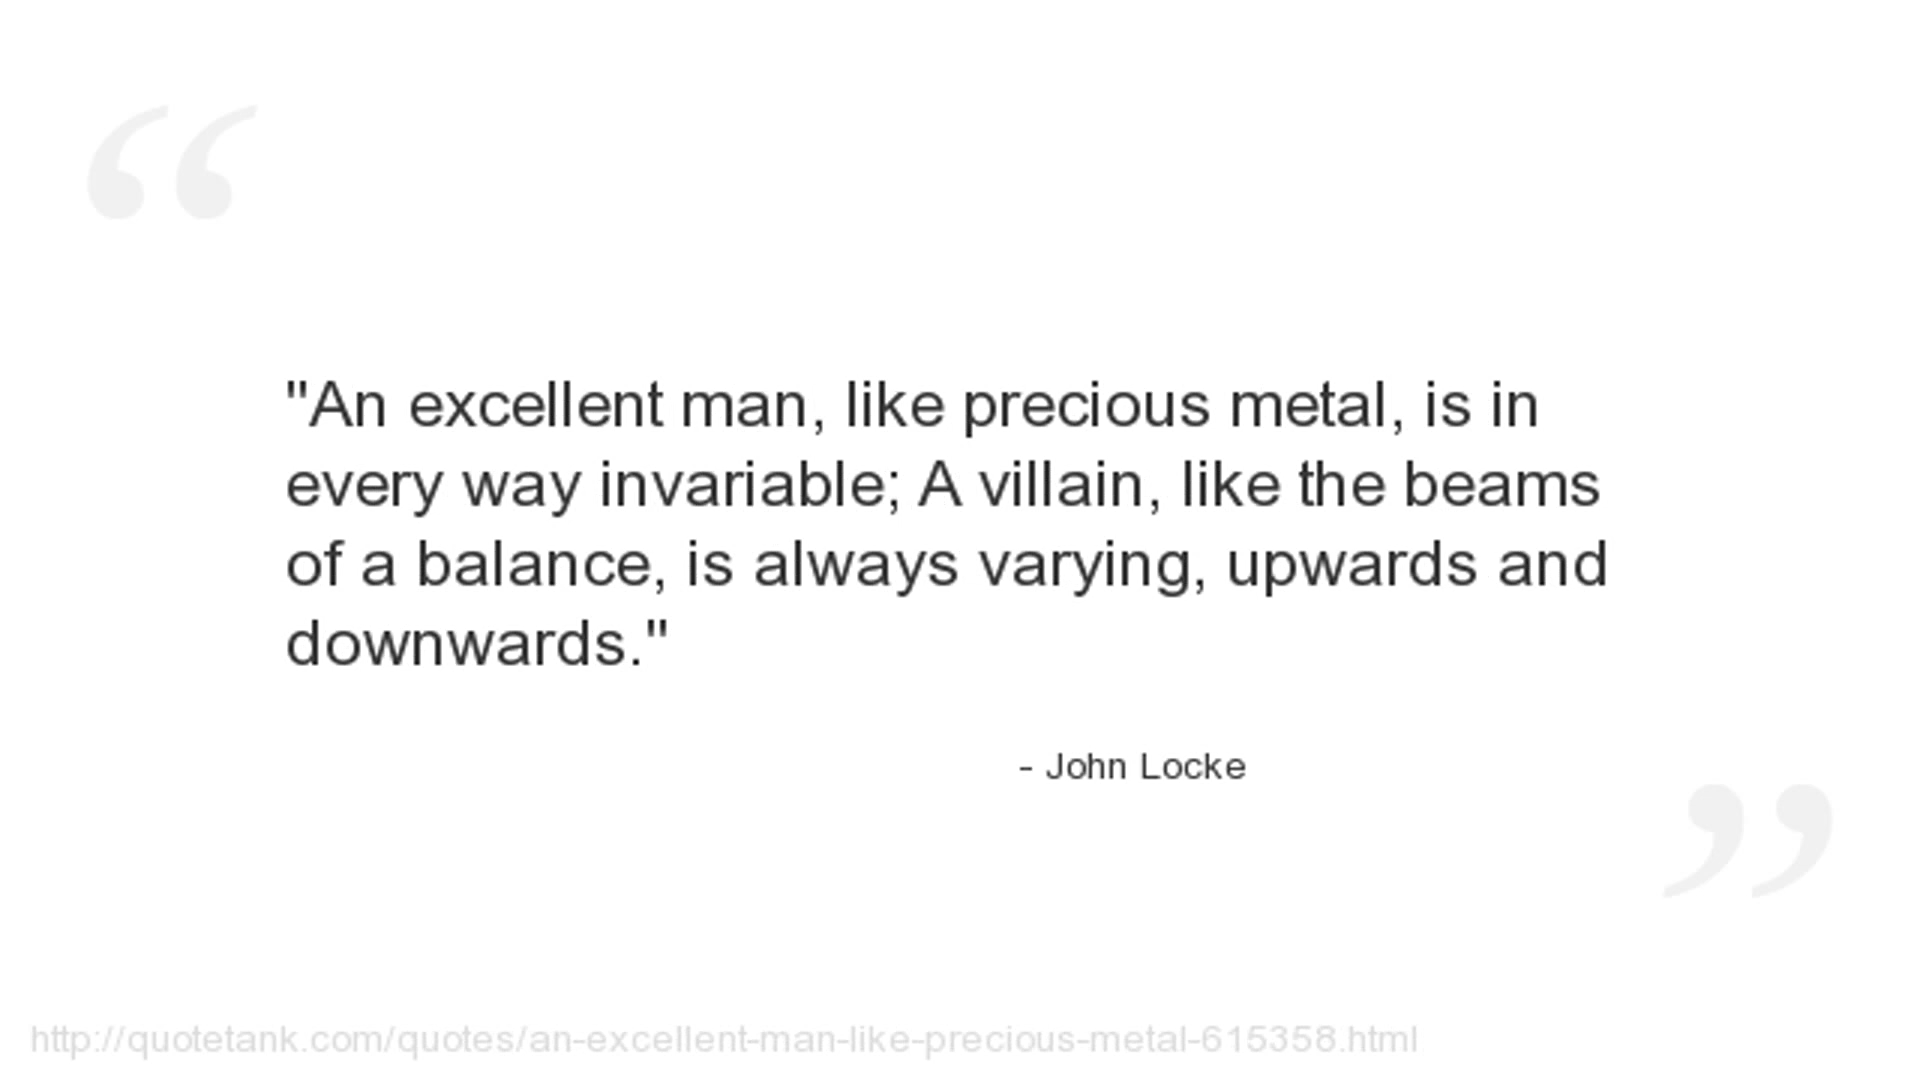 "An excellent man, like precious metal, is in
every way invariable; A villain, like the beams
of a balance, is always varying, upwards and
downwards."
- John Locke
http://quotetank.com/quotes/an-excellent-man-like-precious-metal-615358.html